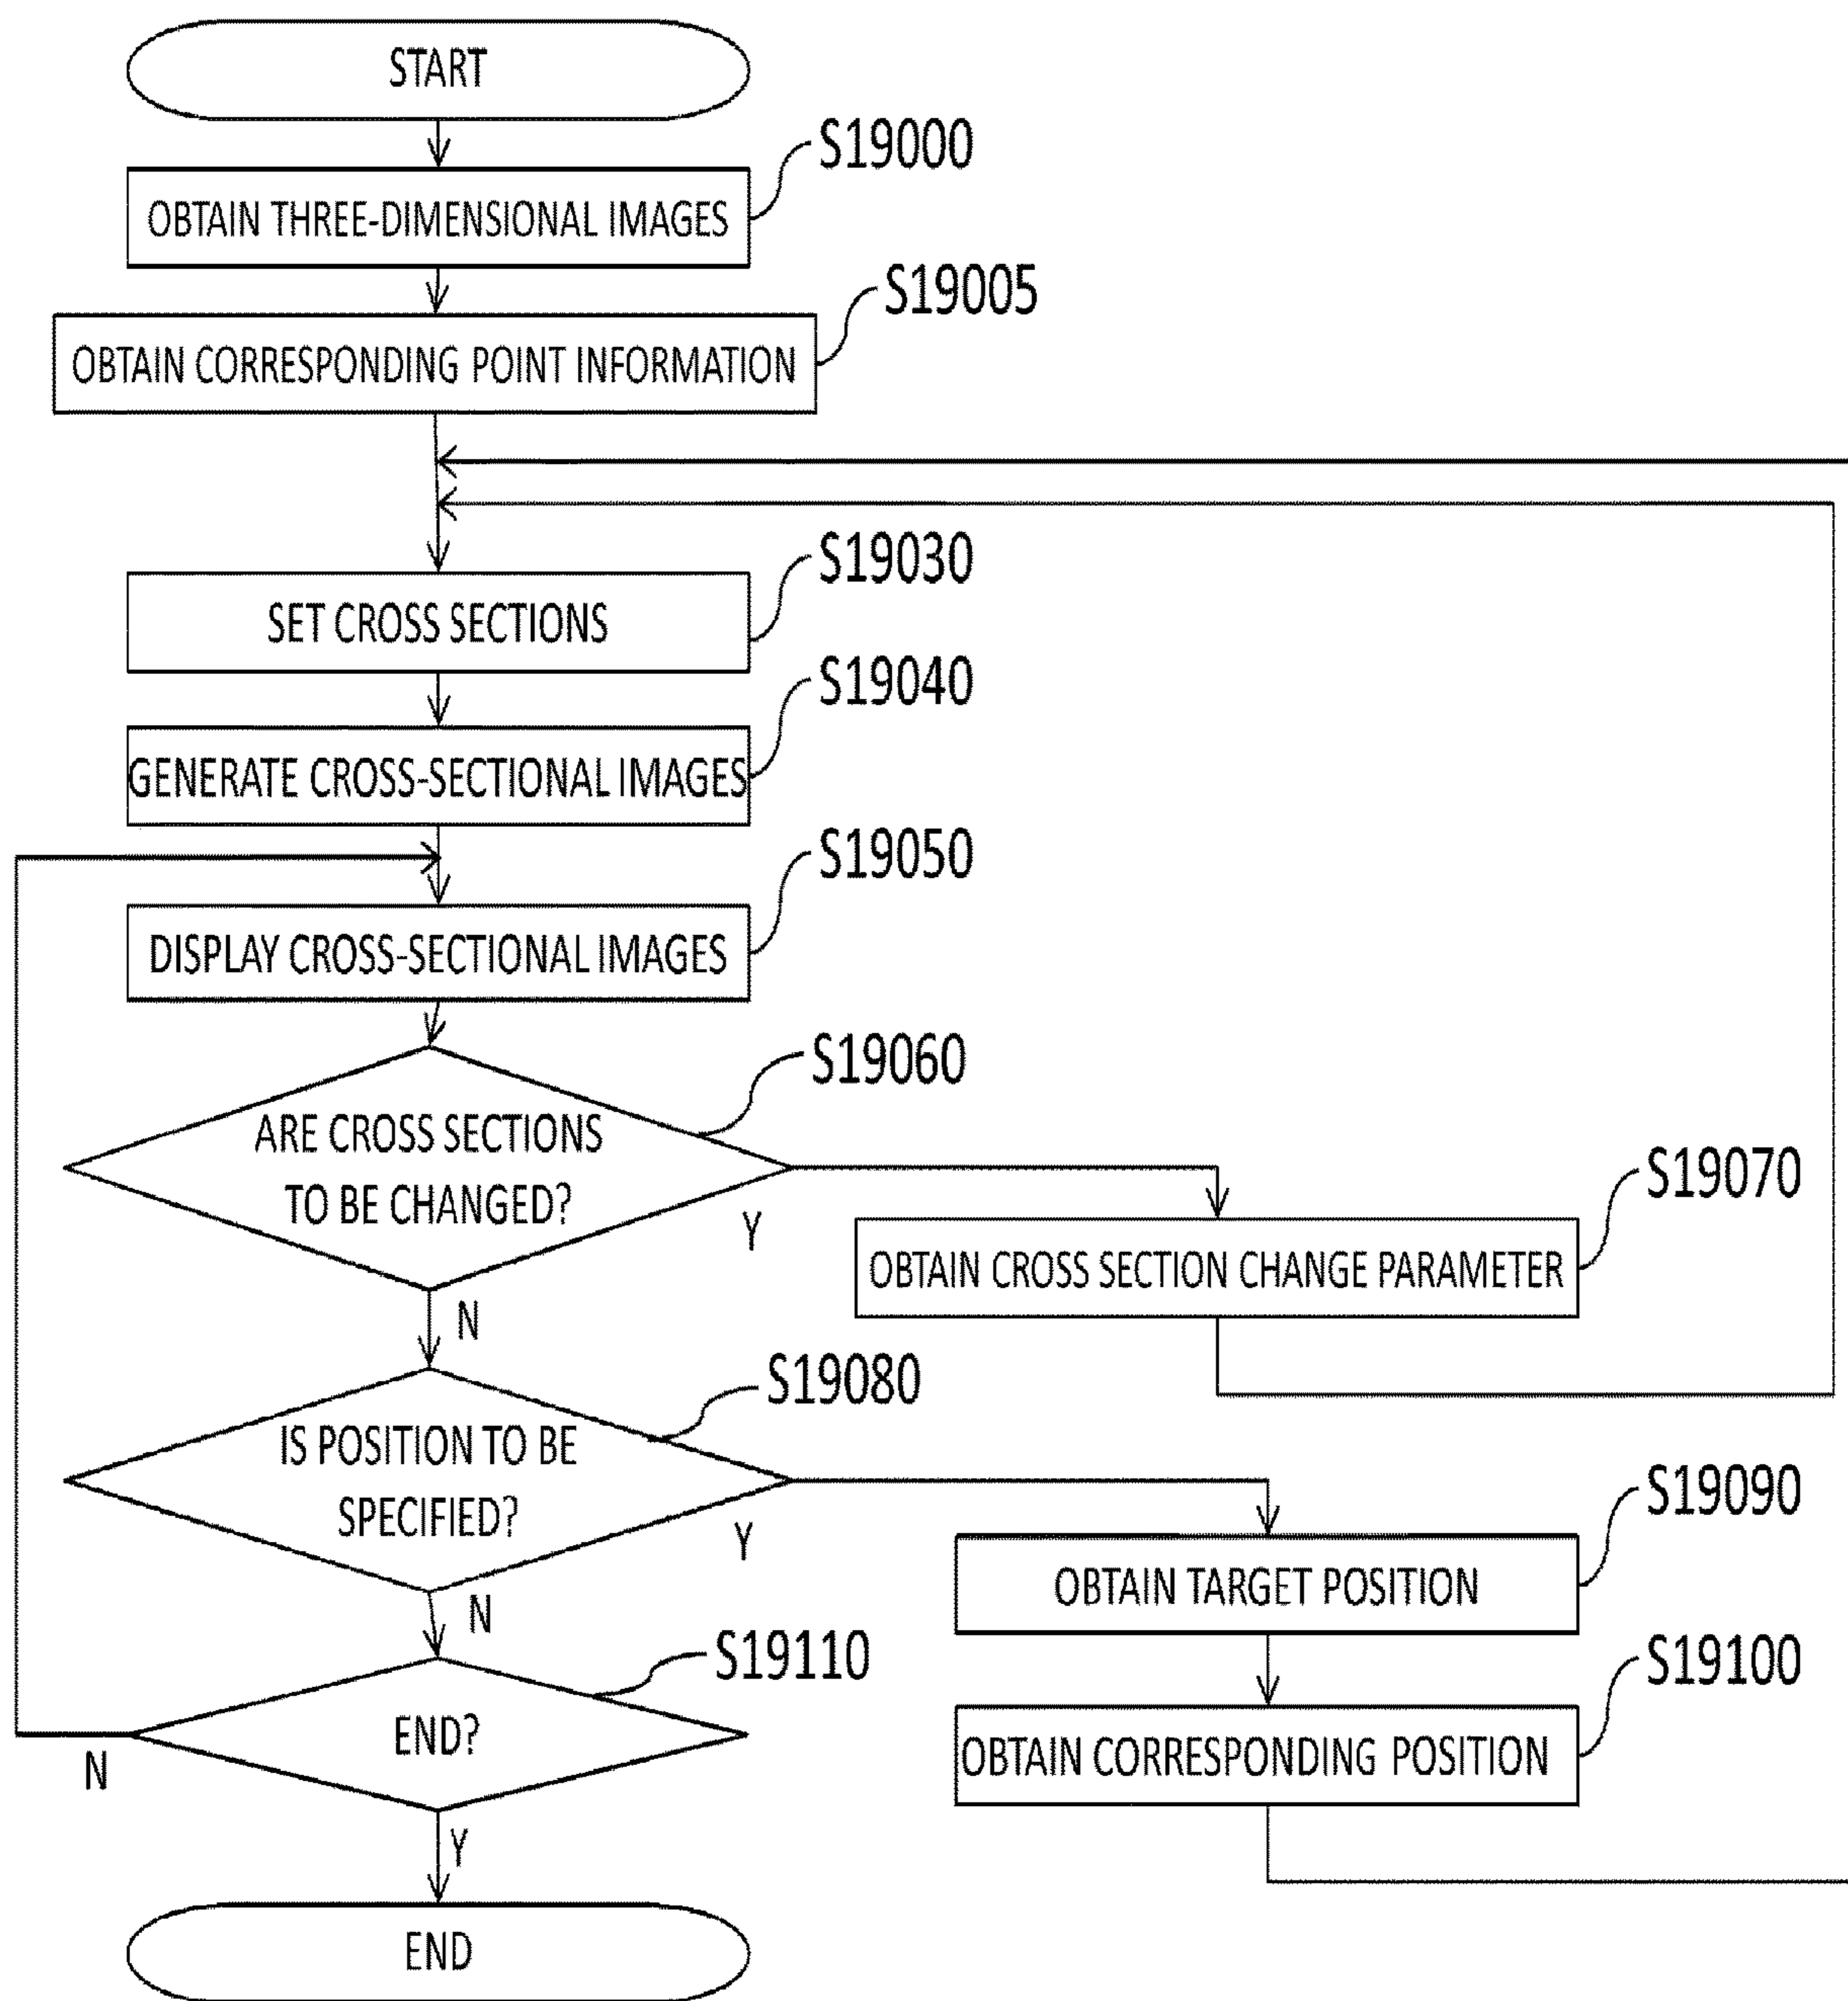 START
S19000
OBTAIN THREE-DIMENSIONAL IMAGES
S19005
OBTAIN CORRESPONDING POINT INFORMATION
S19030
SET CROSS SECTIONS
S19040
GENERATE CROSS-SECTIONAL IMAGES
S19050
DISPLAY CROSS-SECTIONAL IMAGES
S19060
ARE CROSS SECTIONS
TO BE CHANGED?
Y
S19070
OBTAIN CROSS SECTION CHANGE PARAMETER
N
S19080
IS POSITION TO BE
SPECIFIED?
Y
S19090
OBTAIN TARGET POSITION
N
S19110
S19100
END?
OBTAIN CORRESPONDING POSITION
N
Y
END